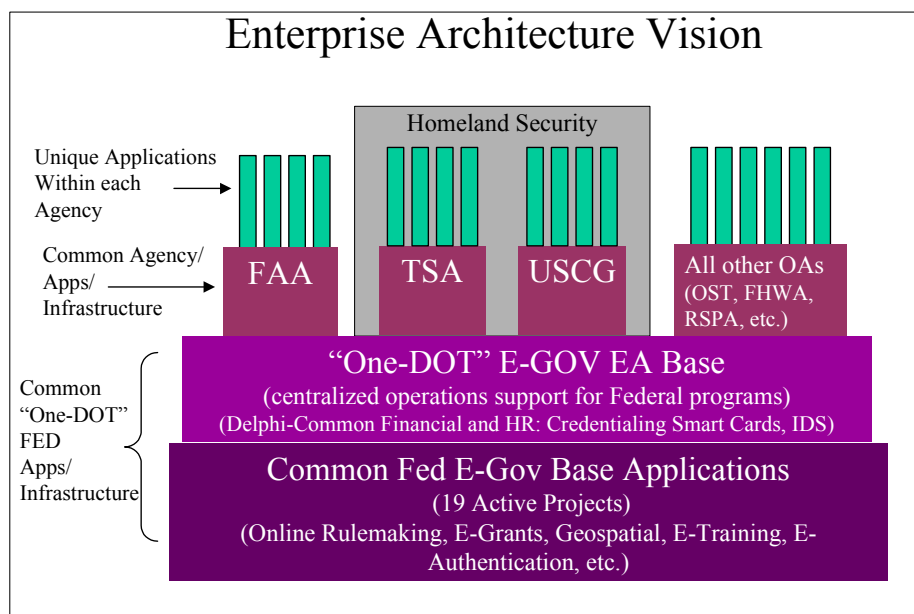 Enterprise Architecture Vision
Homeland Security
Unique Applications
Within each
Agency
Common Agency/
Apps/
Infrastructure
FAA
TSA
USCG
All other OAs
(OST, FHWA,
RSPA, etc.)
Common
“One-DOT”
FED
Apps/
Infrastructure
“One-DOT” E-GOV EA Base
(centralized operations support for Federal programs)
(Delphi-Common Financial and HR: Credentialing Smart Cards, IDS)
Common Fed E-Gov Base Applications
(19 Active Projects)
(Online Rulemaking, E-Grants, Geospatial, E-Training, E-
Authentication, etc.)